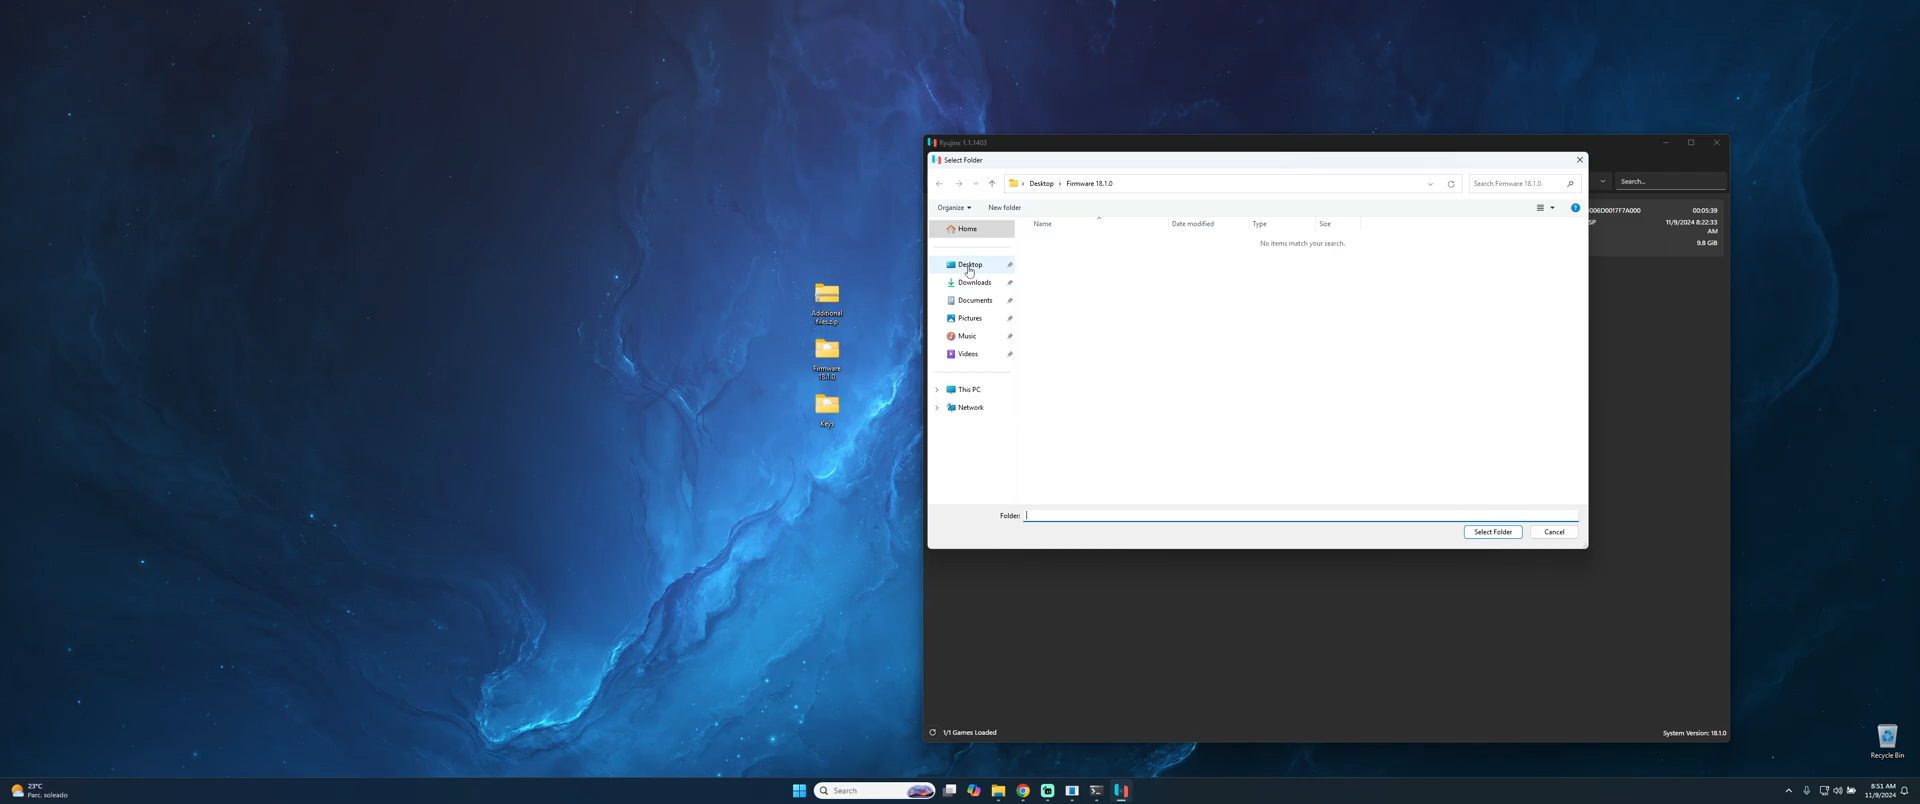 Ryujinx 1.1.1403
Select Folder
Desktop > Firmware 18.1.0
Search Firmware 18.1.0
Search...
Organize
New folder
Name
Date modified
Type
Size
No items match your search.
Home
Desktop
Downloads
Documents
Pictures
Music
Videos
This PC
Network
Folder:
Select Folder
Cancel
006D0017F7A000
00:05:39
SP
11/9/2024 8:22:33
AM
9.8 GiB
Additional
files.zip
Firmware
18.1.0
Keys
1/1 Games Loaded
System Version: 18.1.0
Recycle Bin
23°C
Parc. soleado
Search
8:51 AM
11/9/2024